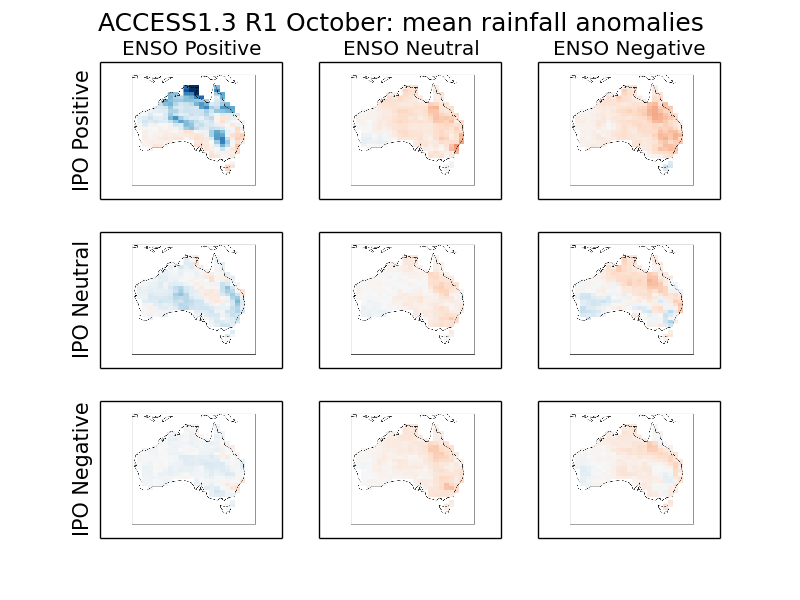 ACCESS1.3 R1 October: mean rainfall anomalies
ENSO Positive
ENSO Neutral
ENSO Negative
IPO Positive
IPO Neutral
IPO Negative